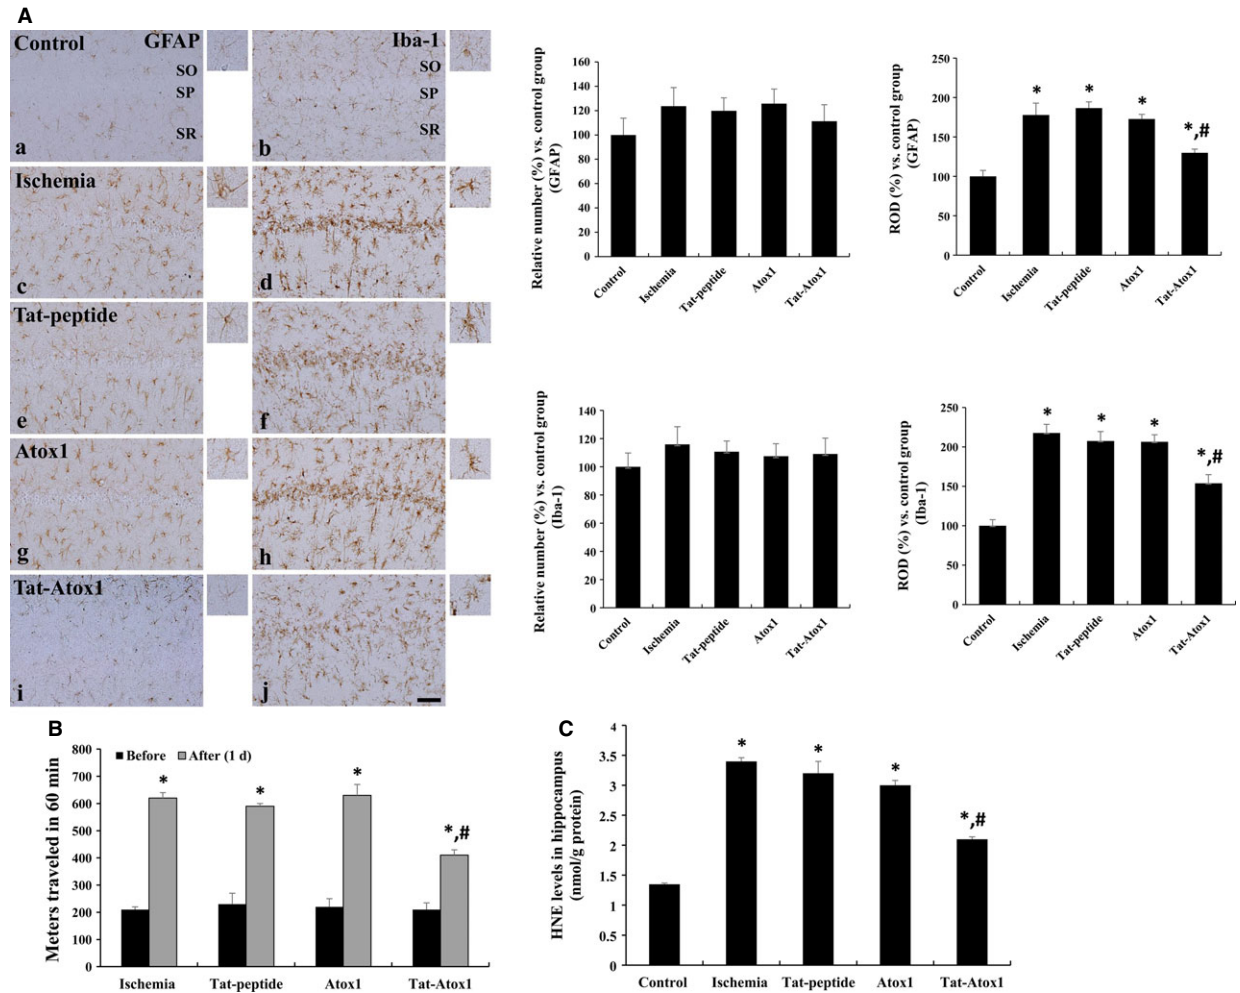 A
Control
GFAP
SO
SP
SR
a
Iba-1
SO
SP
SR
b
Ischemia
c
d
Tat-peptide
e
f
Atox1
g
h
Tat-Atox1
i
j
Relative number (%) vs. control group
(GFAP)
160
140
120
100
80
60
40
20
0
Control
Ischemia
Tat-peptide
Atox1
Tat-Atox1
ROD (%) vs. control group
(GFAP)
250
200
150
100
50
0
*
*
*
*,#
Control
Ischemia
Tat-peptide
Atox1
Tat-Atox1
Relative number (%) vs. control group
(Iba-1)
140
120
100
80
60
40
20
0
Control
Ischemia
Tat-peptide
Atox1
Tat-Atox1
ROD (%) vs. control group
(Iba-1)
250
200
150
100
50
0
*
*
*
*,#
Control
Ischemia
Tat-peptide
Atox1
Tat-Atox1
B
Meters traveled in 60 min
800
700
600
500
400
300
200
100
0
Before
After (1 d)
*
*
*
*,#
Ischemia
Tat-peptide
Atox1
Tat-Atox1
C
HNE levels in hippocampus
(nmol/g protein)
4
3.5
3
2.5
2
1.5
1
0.5
0
*
*
*
*,#
Control
Ischemia
Tat-peptide
Atox1
Tat-Atox1